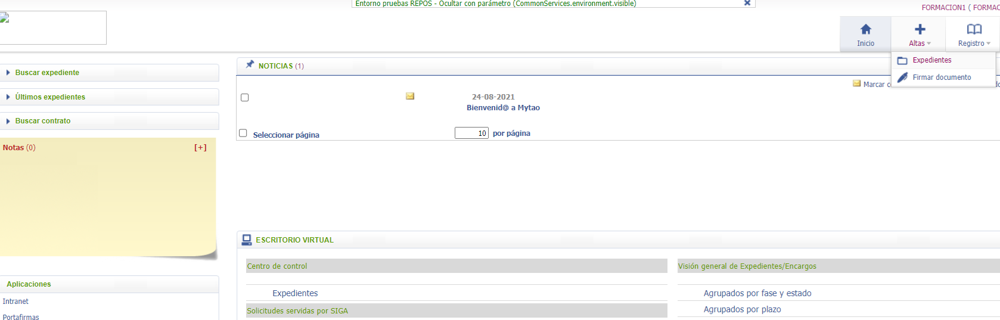 Entorno pruebas REPOS - Ocultar con parámetro (CommonServices.environment.visible)
FORMACION1 ( FORMAC
Inicio
Altas
Registro
Expedientes
Firmar documento
Buscar expediente
Últimos expedientes
Buscar contrato
Notas (0) [+]
Aplicaciones
Intranet
Portafirmas
NOTICIAS (1)
Marcar c
24-08-2021
Bienvenid@ a Mytao
Seleccionar página 10 por página
ESCRITORIO VIRTUAL
Centro de control
Expedientes
Solicitudes servidas por SIGA
Visión general de Expedientes/Encargos
Agrupados por fase y estado
Agrupados por plazo